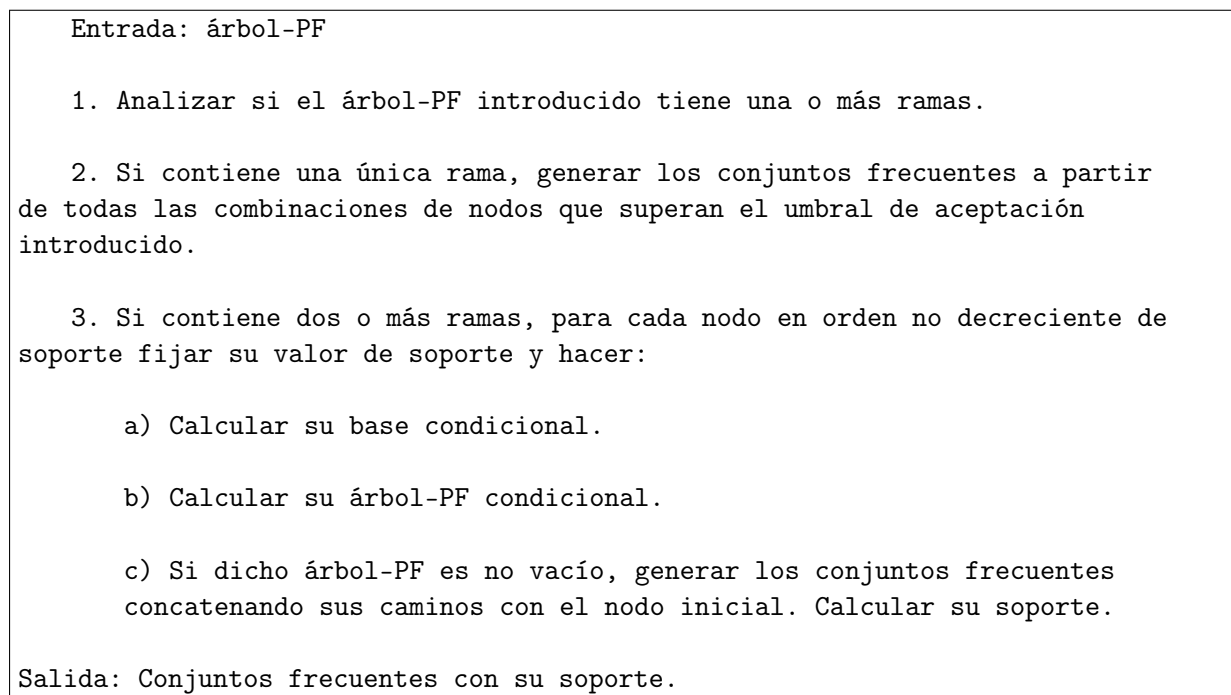 Entrada: árbol-PF
1. Analizar si el árbol-PF introducido tiene una o más ramas.
2. Si contiene una única rama, generar los conjuntos frecuentes a partir
de todas las combinaciones de nodos que superan el umbral de aceptación
introducido.
3. Si contiene dos o más ramas, para cada nodo en orden no decreciente de
soporte fijar su valor de soporte y hacer:
a) Calcular su base condicional.
b) Calcular su árbol-PF condicional.
c) Si dicho árbol-PF es no vacío, generar los conjuntos frecuentes
concatenando sus caminos con el nodo inicial. Calcular su soporte.
Salida: Conjuntos frecuentes con su soporte.